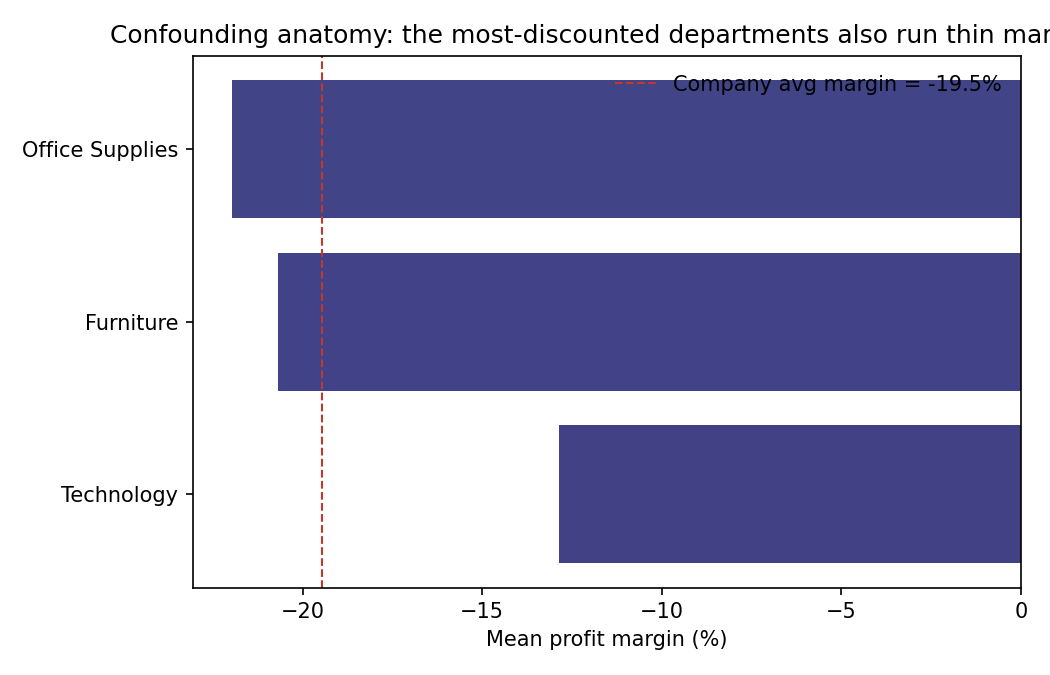 Confounding anatomy: the most-discounted departments also run thin mar
Company avg margin = -19.5%
Office Supplies
Furniture
Technology
−20 −15 −10 −5 0
Mean profit margin (%)